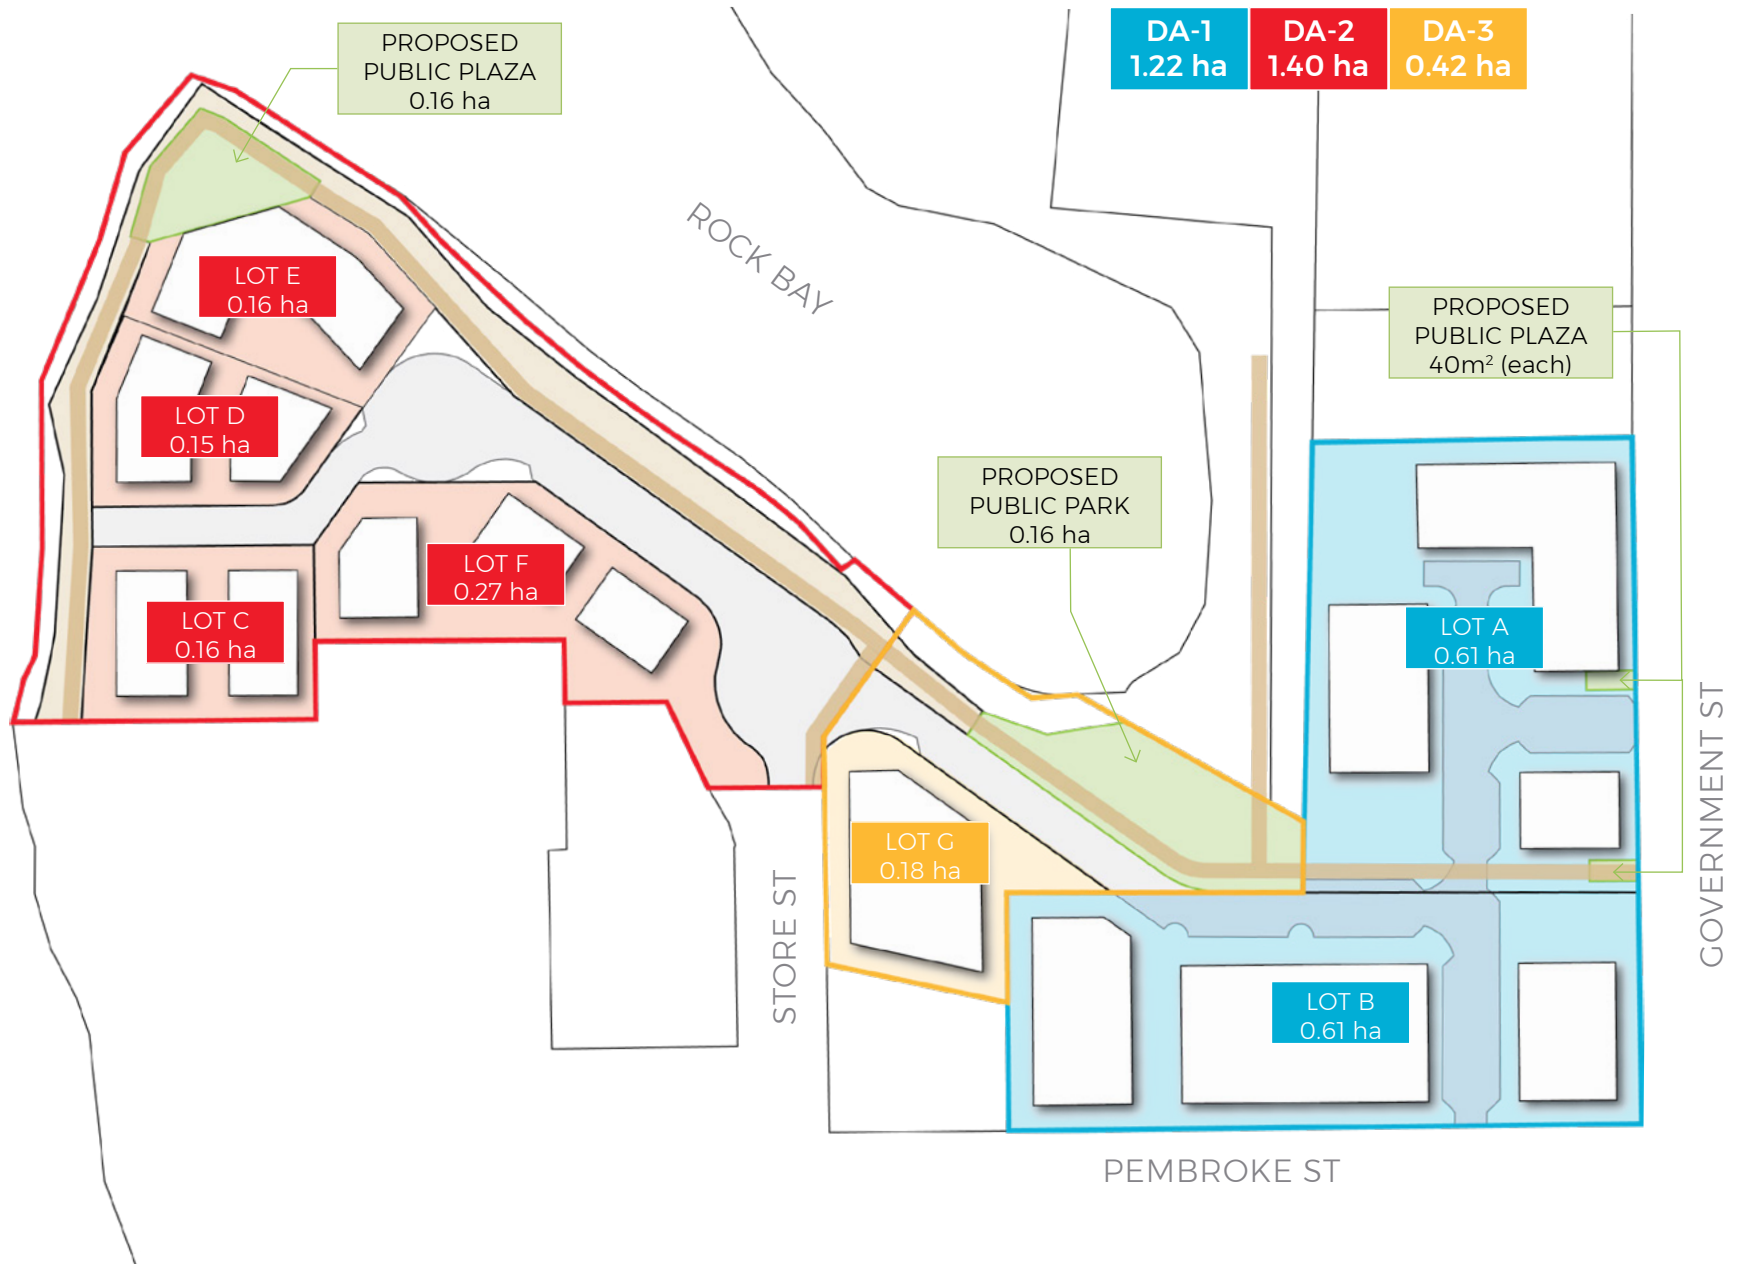 DA-1
1.22 ha
DA-2
1.40 ha
DA-3
0.42 ha
PROPOSED
PUBLIC PLAZA
0.16 ha
ROCK BAY
LOT E
0.16 ha
PROPOSED
PUBLIC PLAZA
40m² (each)
LOT D
0.15 ha
PROPOSED
PUBLIC PARK
0.16 ha
LOT F
0.27 ha
LOT C
0.16 ha
LOT A
0.61 ha
LOT G
0.18 ha
GOVERNMENT ST
STORE ST
LOT B
0.61 ha
PEMBROKE ST